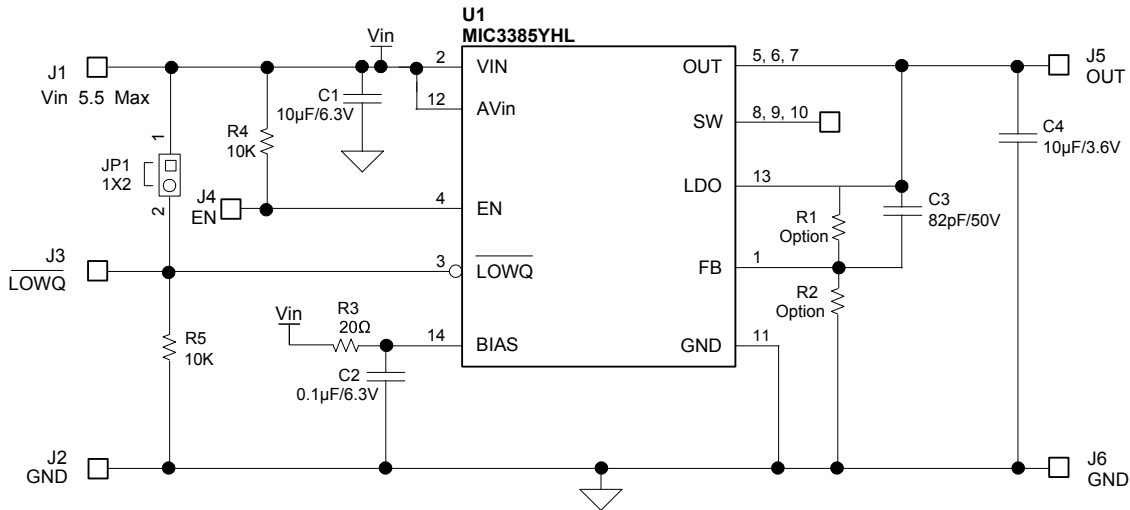 U1
MIC3385YHL
Vin
J1
Vin 5.5 Max
2
VIN
OUT
5, 6, 7
J5
OUT
12
AVin
C1
10µF/6.3V
SW
8, 9, 10
C4
10µF/3.6V
R4
10K
1
JP1
1X2
2
J4
EN
4
EN
LDO
13
R1
Option
C3
82pF/50V
J3
LOWQ
3
LOWQ
FB
1
R2
Option
Vin
R3
20Ω
14
BIAS
GND
11
R5
10K
C2
0.1µF/6.3V
J2
GND
J6
GND